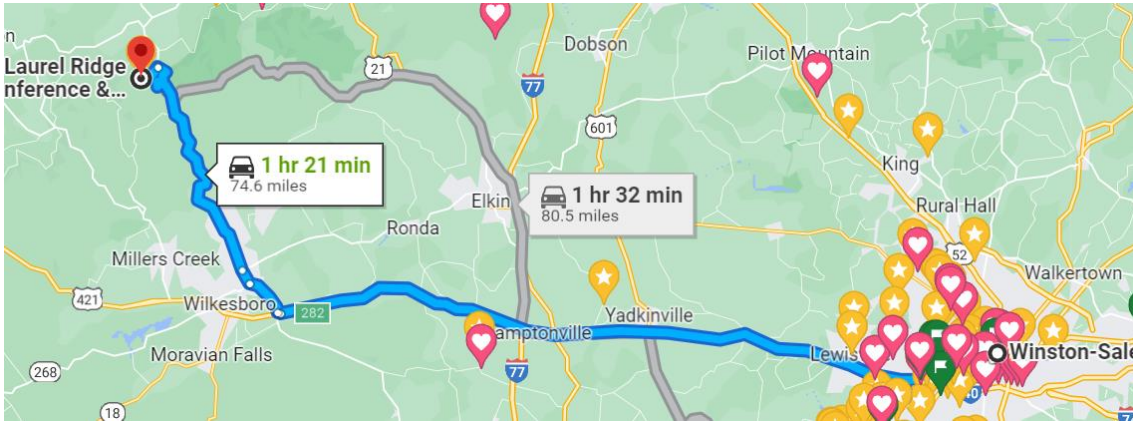 on
Laurel Ridge
nference &...
21
77
Dobson
Pilot Mountain
601
1 hr 21 min
74.6 miles
Elkin
1 hr 32 min
80.5 miles
King
Rural Hall
52
Ronda
Millers Creek
Walkertown
421
Wilkesboro
282
Yadkinville
amptonville
Moravian Falls
Lewis
Winston-Sale
268
77
40
18